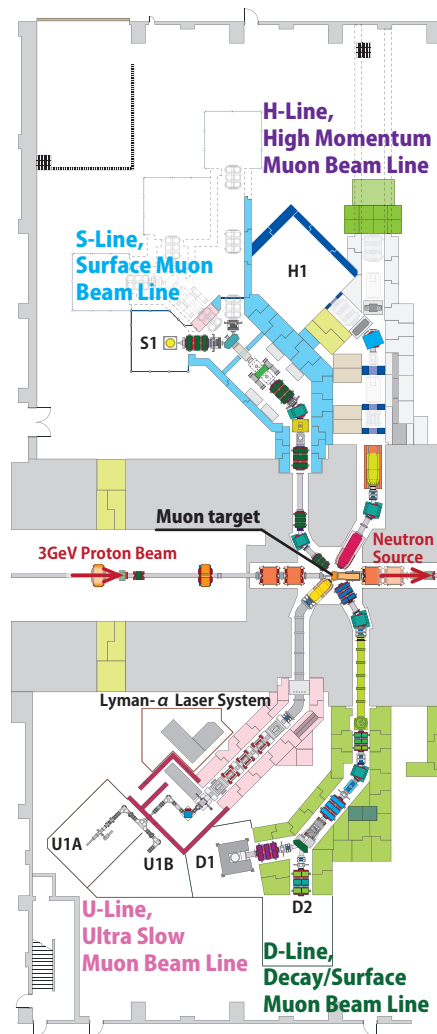 H-Line,
High Momentum
Muon Beam Line
S-Line,
Surface Muon
Beam Line
H1
S1
Muon target
3GeV Proton Beam
Neutron
Source
Lyman-α Laser System
U1A
U1B
D1
D2
U-Line,
Ultra Slow
Muon Beam Line
D-Line,
Decay/Surface
Muon Beam Line